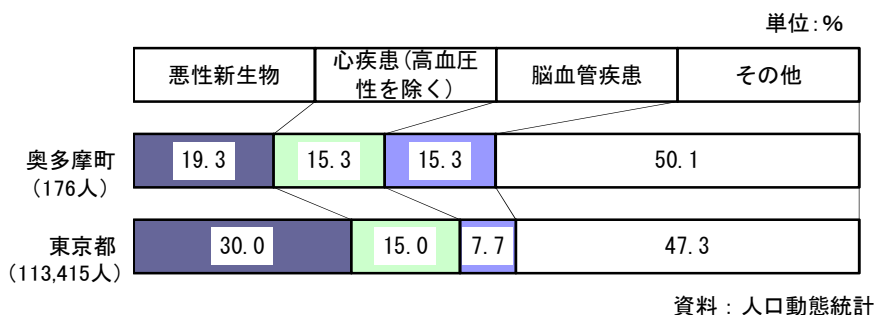 単位：％
悪性新生物
心疾患（高血圧
性を除く）
脳血管疾患
その他
奥多摩町
（176人）
19.3
15.3
15.3
50.1
東京都
（113,415人）
30.0
15.0
7.7
47.3
資料：人口動態統計